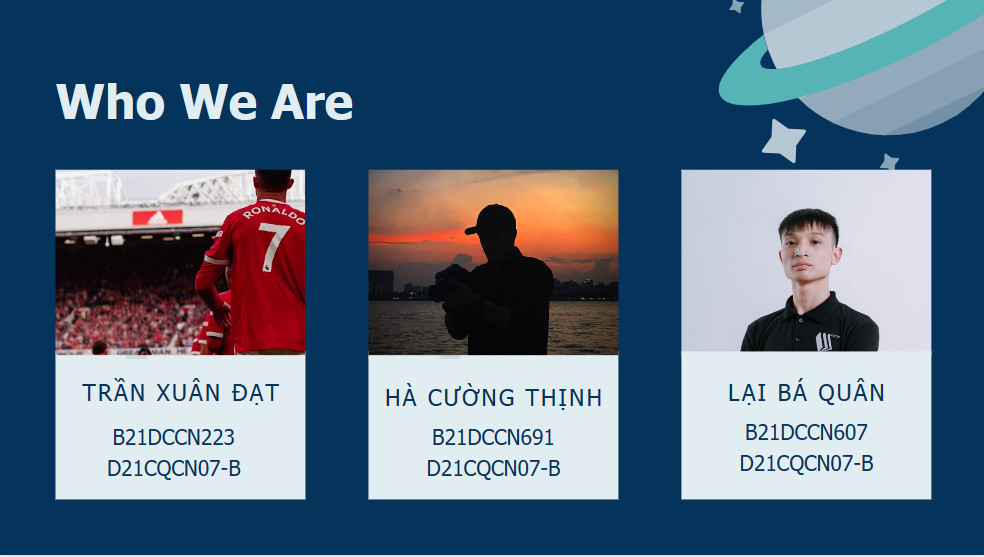 Who We Are
RONALDO
7
TRẦN XUÂN ĐẠT
B21DCCN223
D21CQCN07-B
HÀ CƯỜNG THỊNH
B21DCCN691
D21CQCN07-B
LẠI BÁ QUÂN
B21DCCN607
D21CQCN07-B